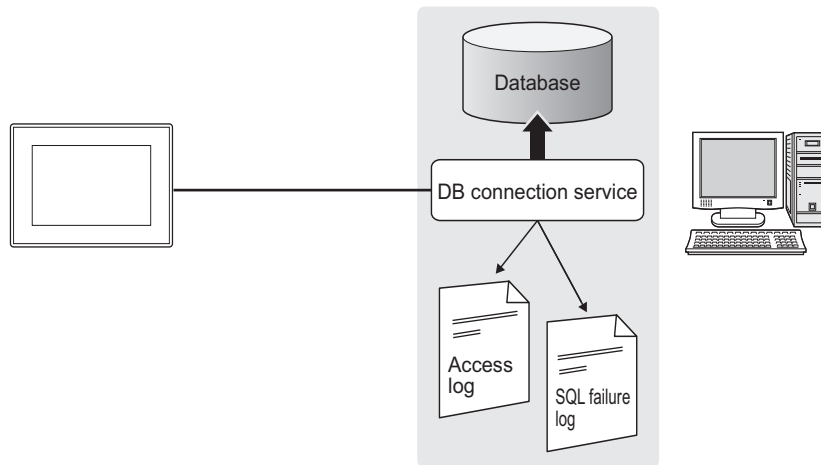 Database
DB connection service
Access
log
SQL failure
log